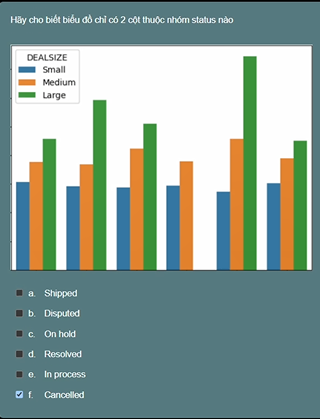 Hãy cho biết biểu đồ chỉ có 2 cột thuộc nhóm status nào
DEALSIZE
Small
Medium
Large
a. Shipped
b. Disputed
c. On hold
d. Resolved
e. In process
f. Cancelled